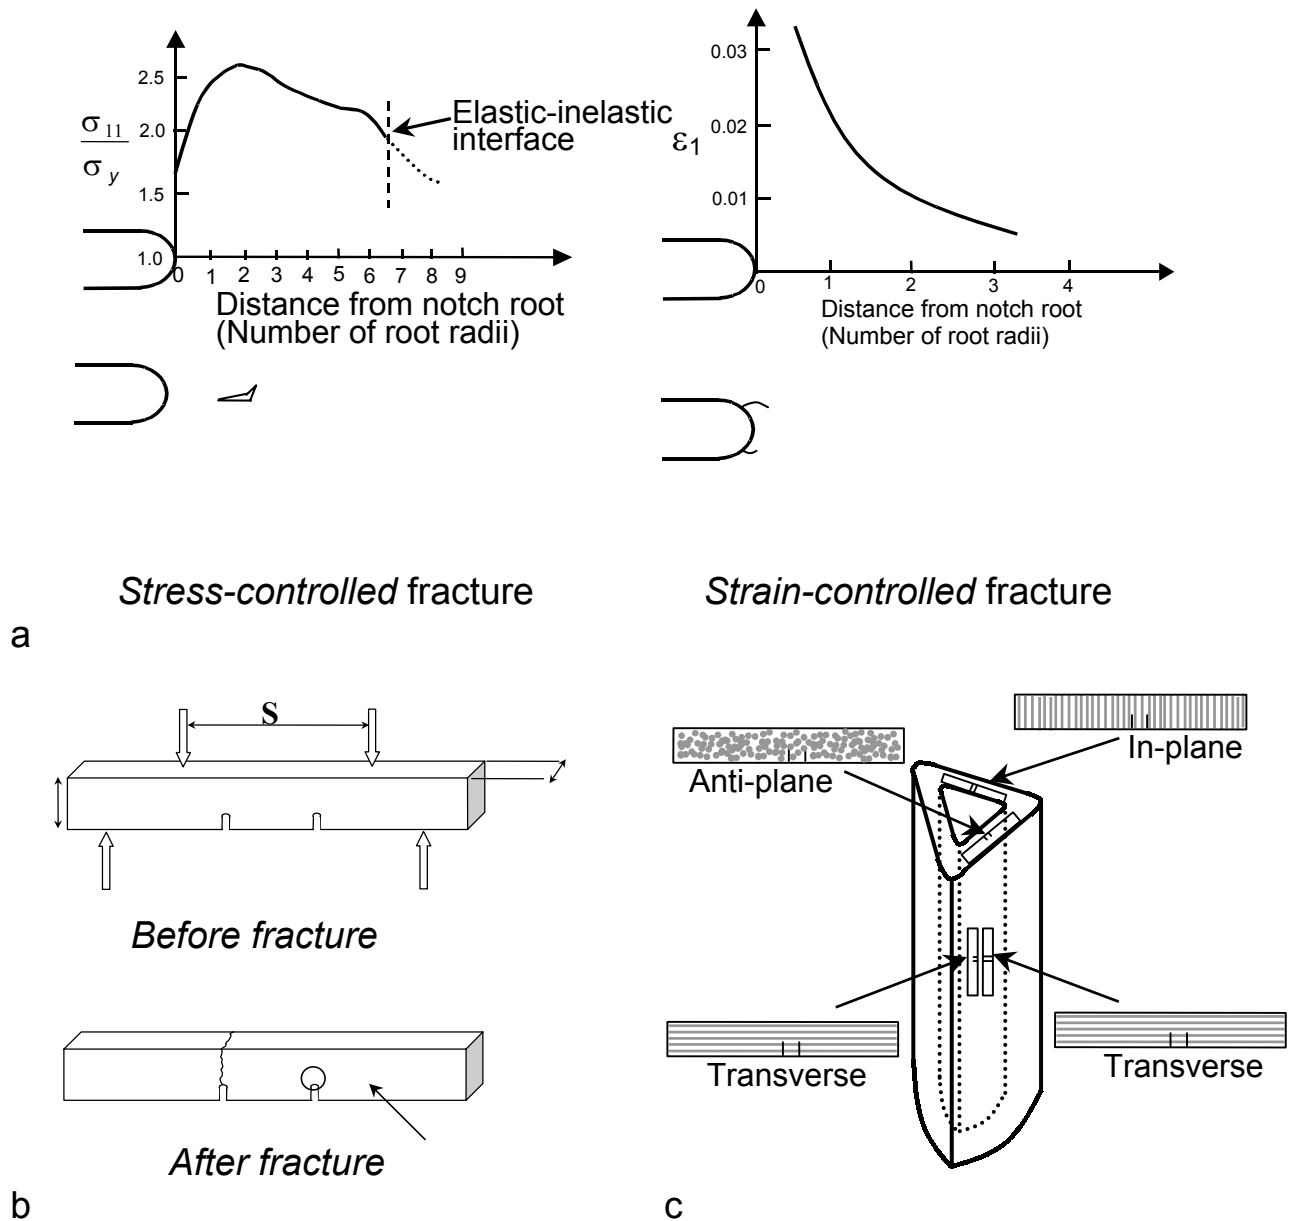 2.5
2.0
1.5
1.0
σ 11
σ y
Elastic-inelastic
interface
0 1 2 3 4 5 6 7 8 9
Distance from notch root
(Number of root radii)
0.03
0.02
0.01
ε1
0 1 2 3 4
Distance from notch root
(Number of root radii)
Stress-controlled fracture
Strain-controlled fracture
a
S
Before fracture
After fracture
b
In-plane
Anti-plane
Transverse
Transverse
c